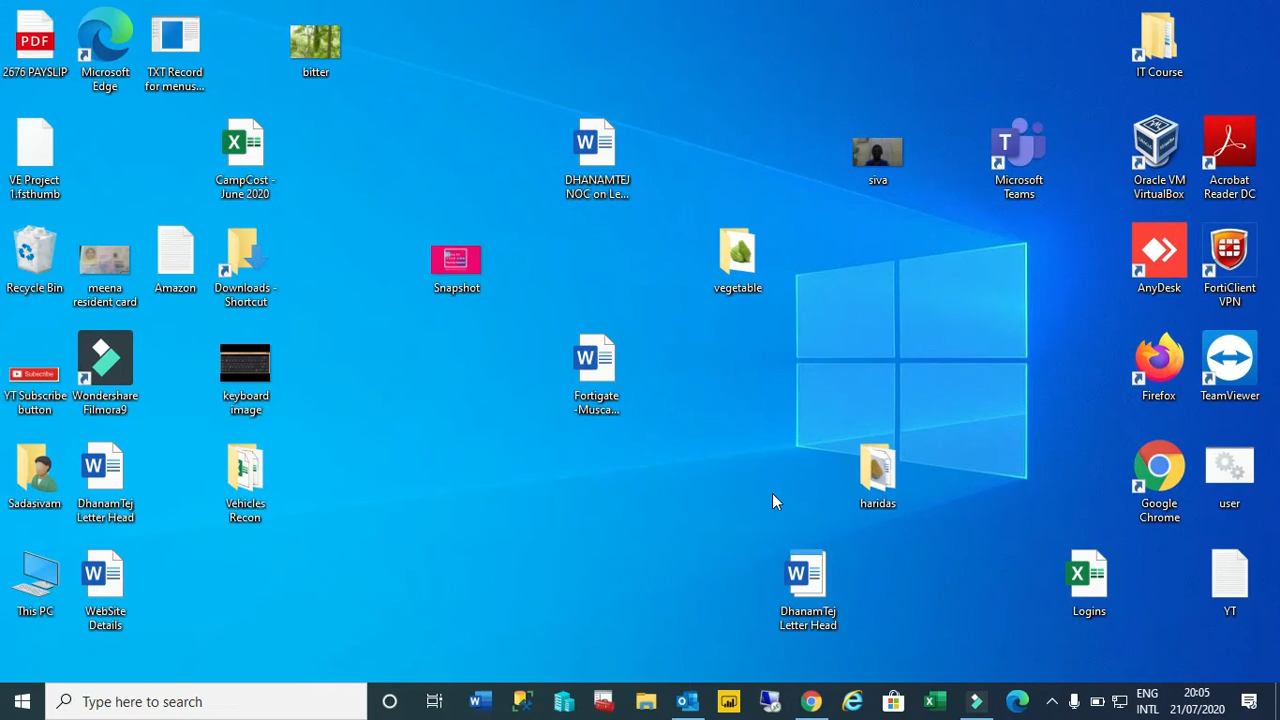 2676 PAYSLIP
Microsoft
Edge
TXT Record
for menus...
bitter
IT Course
VE Project
1.fsthumb
CampCost -
June 2020
DHANAMTEJ
NOC on Le...
siva
Microsoft
Teams
Oracle VM
VirtualBox
Acrobat
Reader DC
Recycle Bin
meena
resident card
Amazon
Downloads -
Shortcut
Snapshot
vegetable
AnyDesk
FortiClient
VPN
YT Subscribe
button
Wondershare
Filmora9
keyboard
image
Fortigate
-Musca...
Firefox
TeamViewer
Sadasivam
DhanamTej
Letter Head
Vehicles
Recon
haridas
Google
Chrome
user
This PC
WebSite
Details
DhanamTej
Letter Head
Logins
YT
Type here to search
ENG
INTL
20:05
21/07/2020
PDF
Subscribe